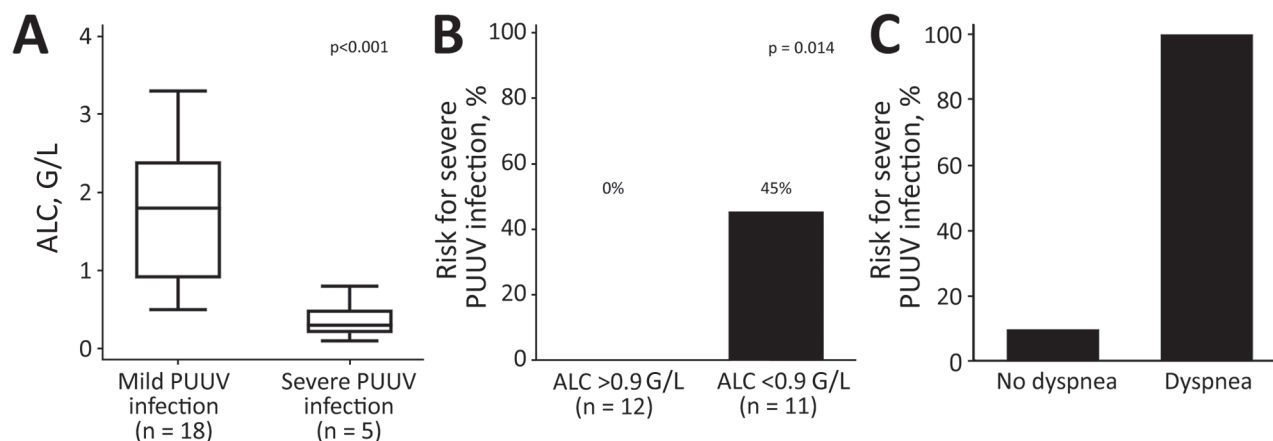 A
ALC, G/L
4
3
2
1
0
p<0.001
Mild PUUV
infection
(n = 18)
Severe PUUV
infection
(n = 5)
B
Risk for severe
PUUV infection, %
100
80
60
40
20
0
p = 0.014
0%
45%
ALC >0.9 G/L
(n = 12)
ALC <0.9 G/L
(n = 11)
C
Risk for severe
PUUV infection, %
100
80
60
40
20
0
No dyspnea
Dyspnea